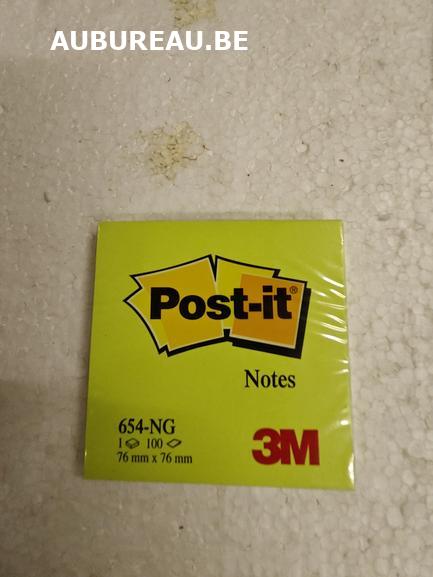 AUBUREAU.BE
Post-it®
Notes
654-NG
1 100
76 mm x 76 mm
3M